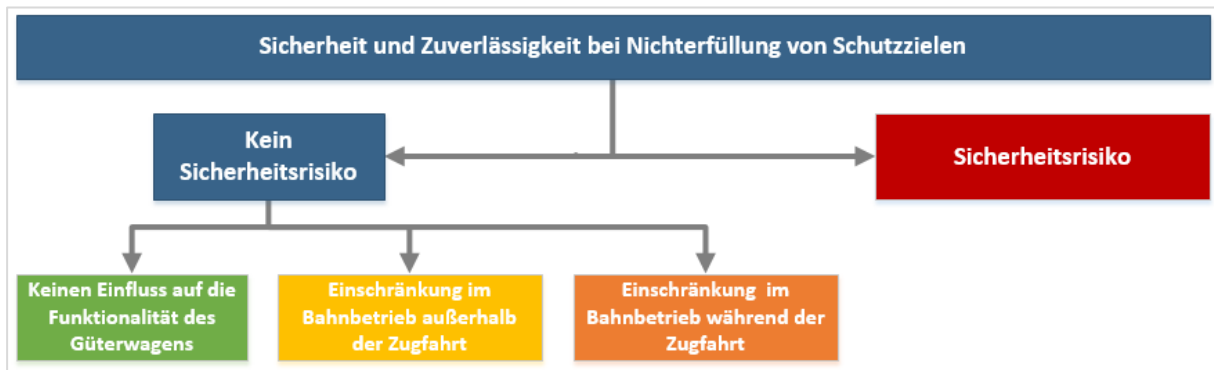 Sicherheit und Zuverlässigkeit bei Nichterfüllung von Schutzzielen
Kein
Sicherheitsrisiko
Sicherheitsrisiko
Keinen Einfluss auf die
Funktionalität des
Güterwagens
Einschränkung im
Bahnbetrieb außerhalb
der Zugfahrt
Einschränkung im
Bahnbetrieb während der
Zugfahrt